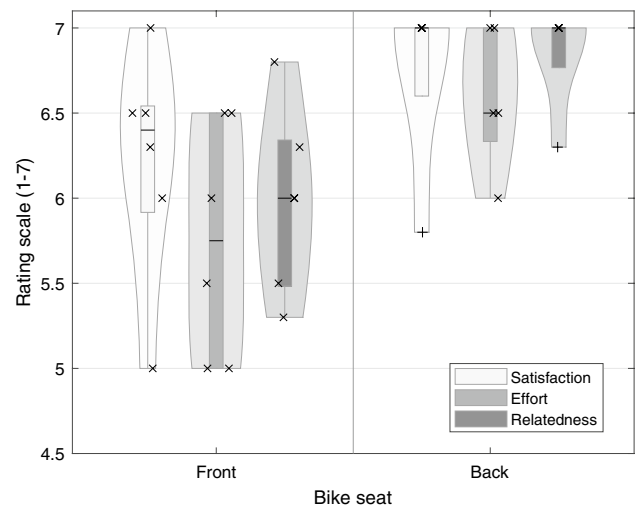 Rating scale (1-7)
7
6.5
6
5.5
5
4.5
Front
Back
Bike seat
Satisfaction
Effort
Relatedness